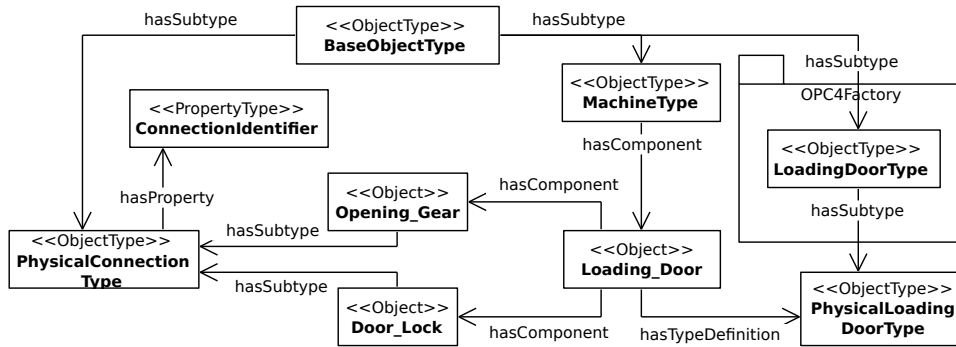 hasSubtype
<<ObjectType>>
BaseObjectType
hasSubtype
<<ObjectType>>
MachineType
hasSubtype
OPC4Factory
<<PropertyType>>
ConnectionIdentifier
hasComponent
<<ObjectType>>
LoadingDoorType
hasProperty
<<Object>>
Opening_Gear
hasComponent
hasSubtype
hasSubtype
<<ObjectType>>
PhysicalConnection
Type
<<Object>>
Loading_Door
hasSubtype
<<Object>>
Door_Lock
hasComponent
hasTypeDefinition
<<ObjectType>>
PhysicalLoading
DoorType